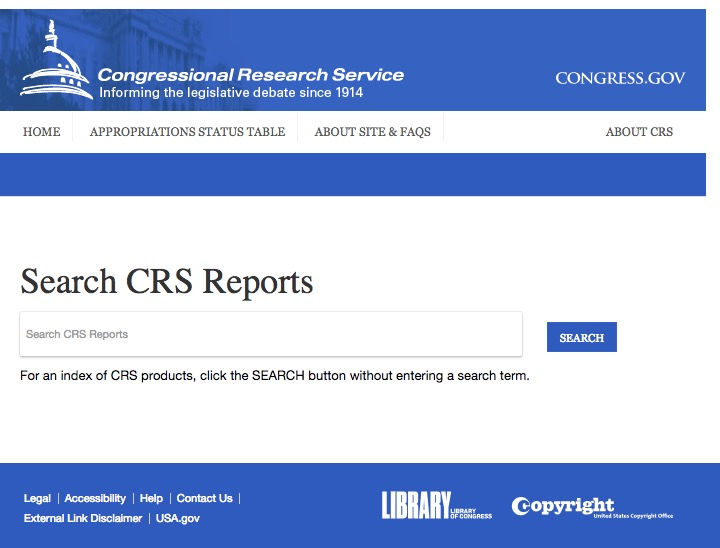 Congressional Research Service
Informing the legislative debate since 1914
CONGRESS.GOV
HOME APPROPRIATIONS STATUS TABLE ABOUT SITE & FAQS ABOUT CRS
Search CRS Reports
Search CRS Reports
SEARCH
For an index of CRS products, click the SEARCH button without entering a search term.
Legal | Accessibility | Help | Contact Us |
External Link Disclaimer | USA.gov
LIBRARY LIBRARY
OF CONGRESS
Copyright
United States Copyright Office